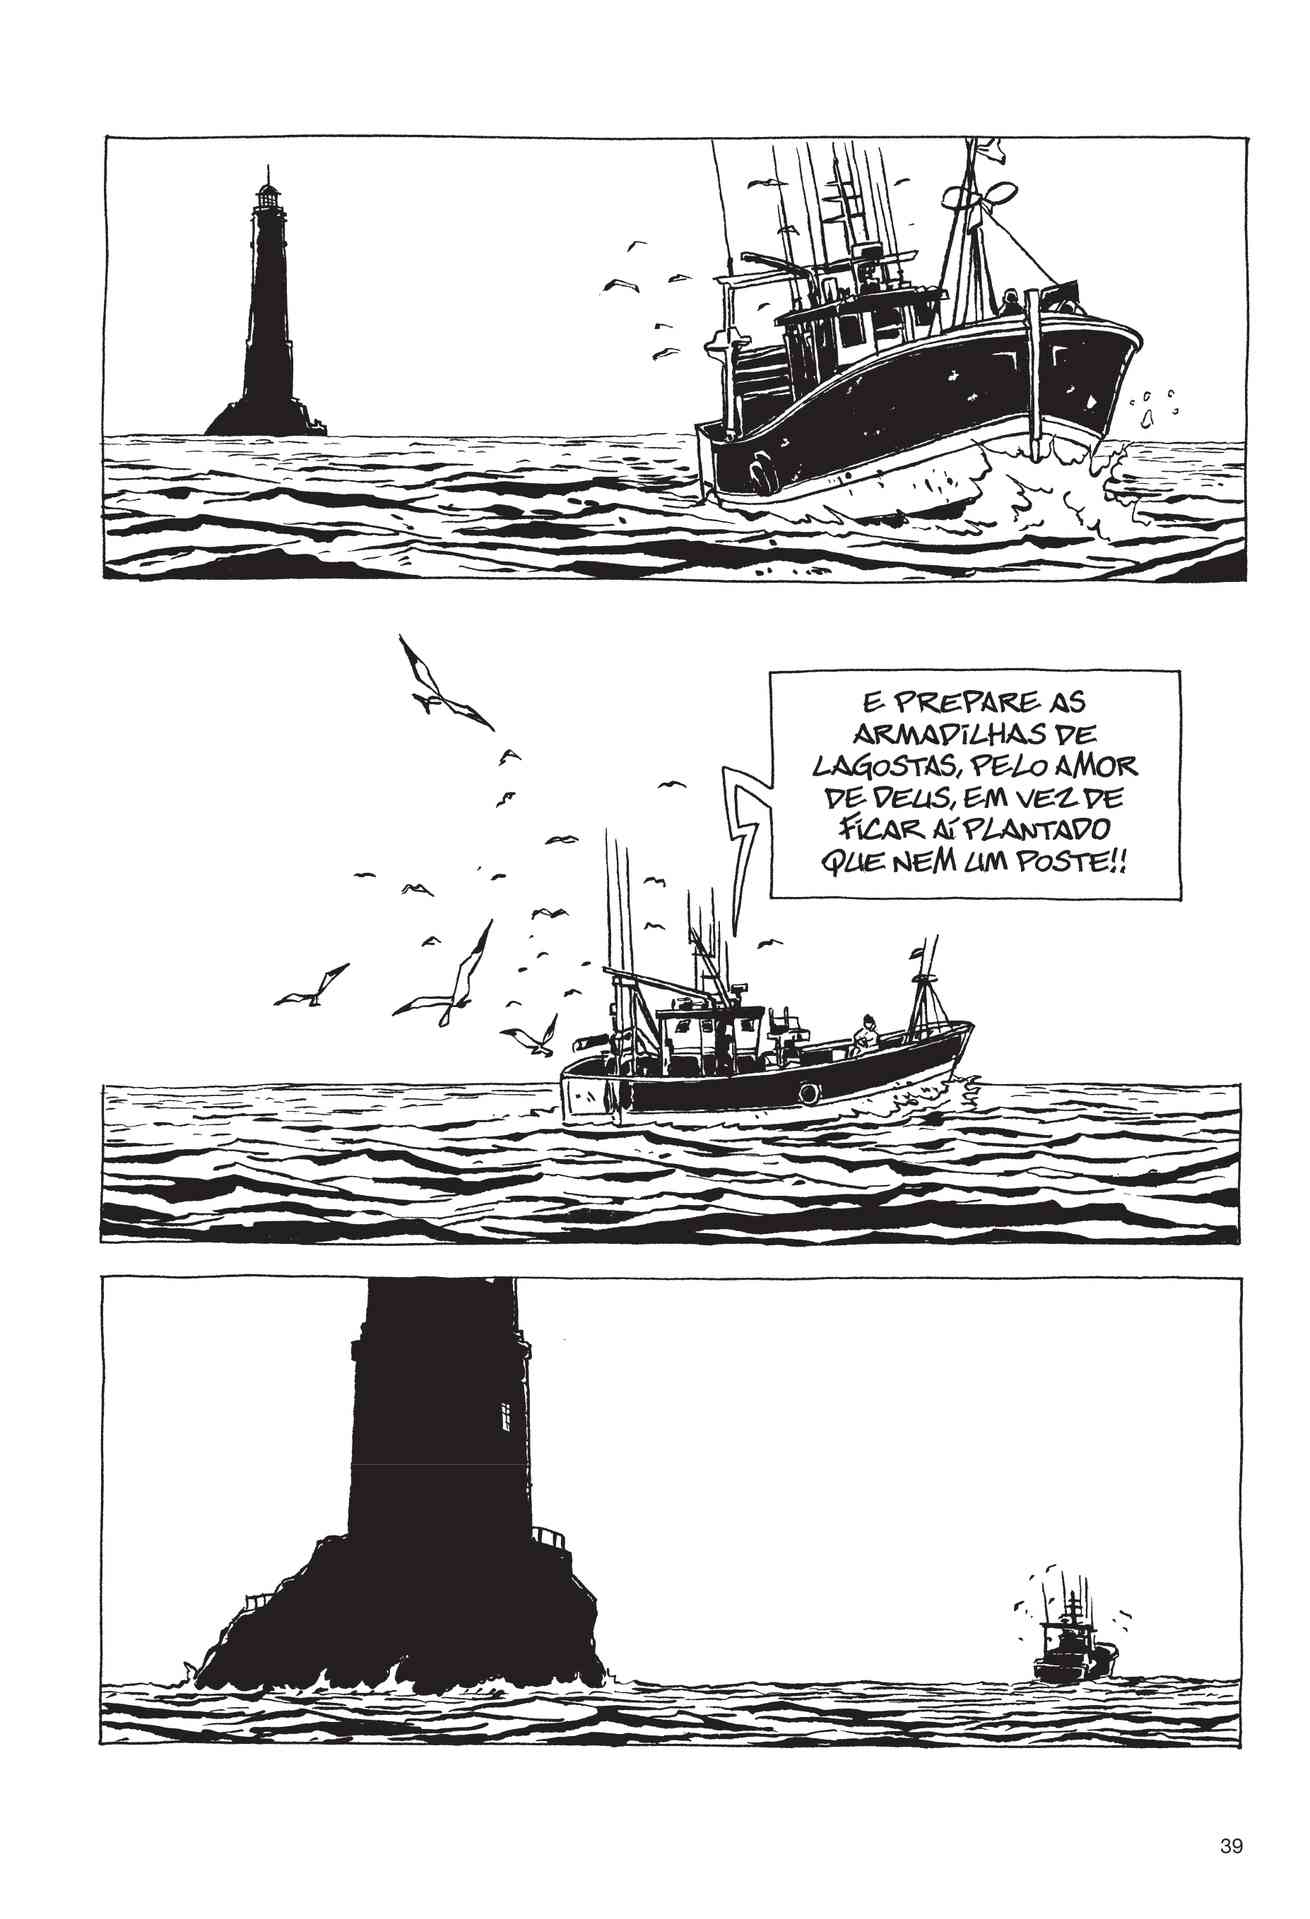 E PREPARE AS
ARMADILHAS DE
LAGOSTAS, PELO AMOR
DE DEUS, EM VEZ DE
FICAR AÍ PLANTADO
QUE NEM UM POSTE!!
39